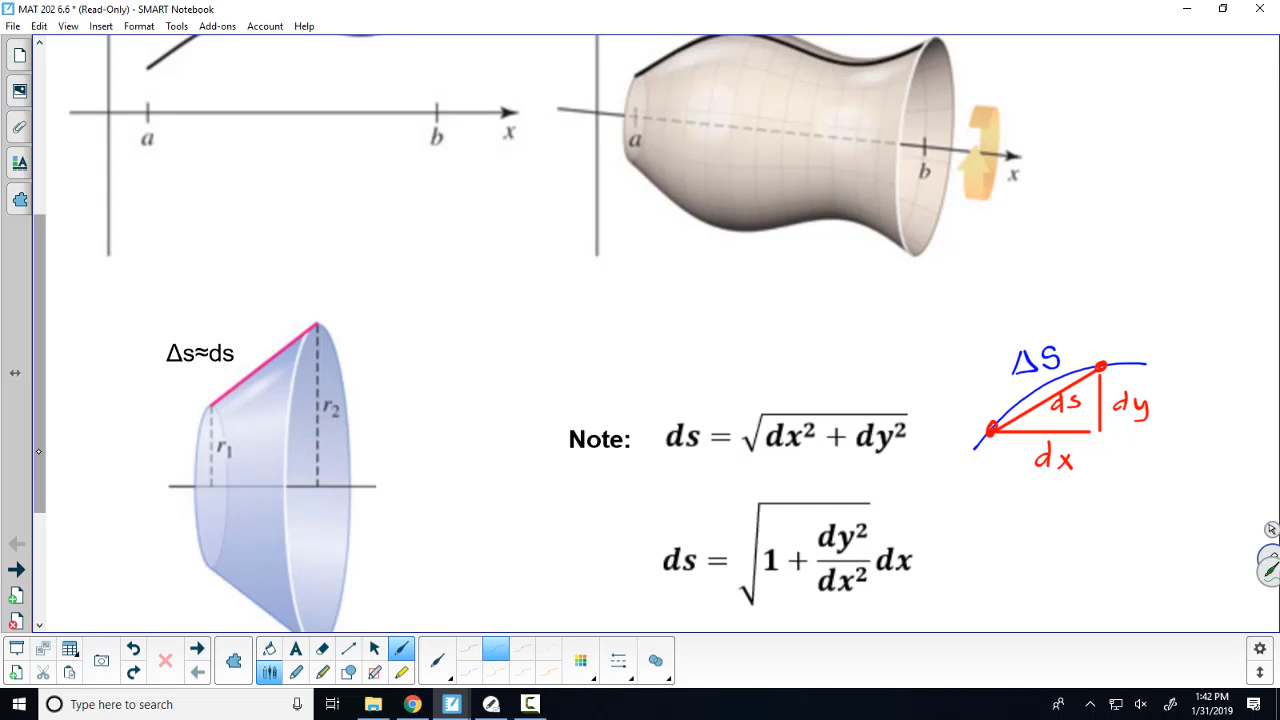 MAT 202 6.6 * (Read-Only) - SMART Notebook
File Edit View Insert Format Tools Add-ons Account Help
a b x
a b x
Δs≈ds
r₁ r₂
Note: ds = √dx² + dy²
ds = √1 + dy²/dx² dx
ΔS
ds
dy
dx
Type here to search
1:42 PM
1/31/2019